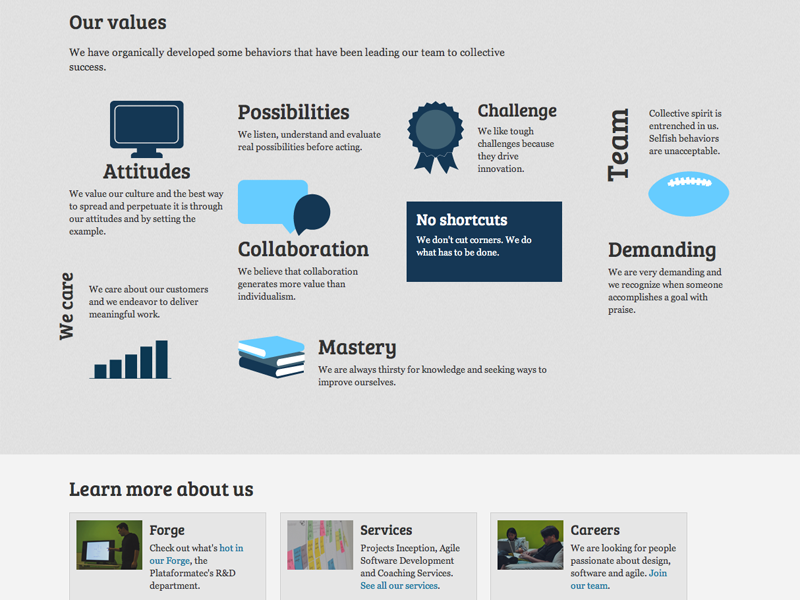 Our values
We have organically developed some behaviors that have been leading our team to collective
success.
Attitudes
We value our culture and the best way
to spread and perpetuate it is through
our attitudes and by setting the
example.
Possibilities
We listen, understand and evaluate
real possibilities before acting.
Challenge
We like tough
challenges because
they drive
innovation.
Team
Collective spirit is
entrenched in us.
Selfish behaviors
are unacceptable.
Collaboration
We believe that collaboration
generates more value than
individualism.
No shortcuts
We don't cut corners. We do
what has to be done.
Demanding
We are very demanding and
we recognize when someone
accomplishes a goal with
praise.
We care
We care about our customers
and we endeavor to deliver
meaningful work.
Mastery
We are always thirsty for knowledge and seeking ways to
improve ourselves.
Learn more about us
Forge
Check out what's hot in
our Forge, the
Plataformatec's R&D
department.
Services
Projects Inception, Agile
Software Development
and Coaching Services.
See all our services.
Careers
We are looking for people
passionate about design,
software and agile. Join
our team.